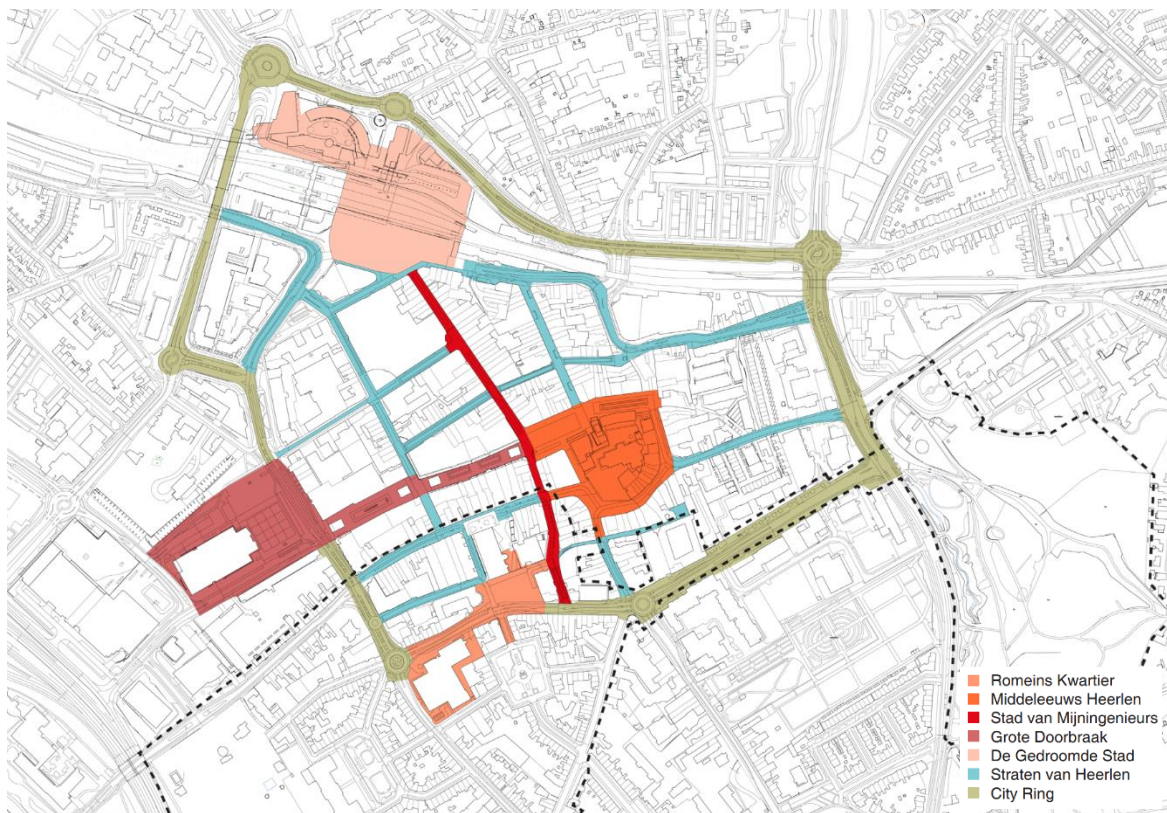 Romeins Kwartier
Middeleeuws Heerlen
Stad van Mijningenieurs
Grote Doorbraak
De Gedroomde Stad
Straten van Heerlen
City Ring